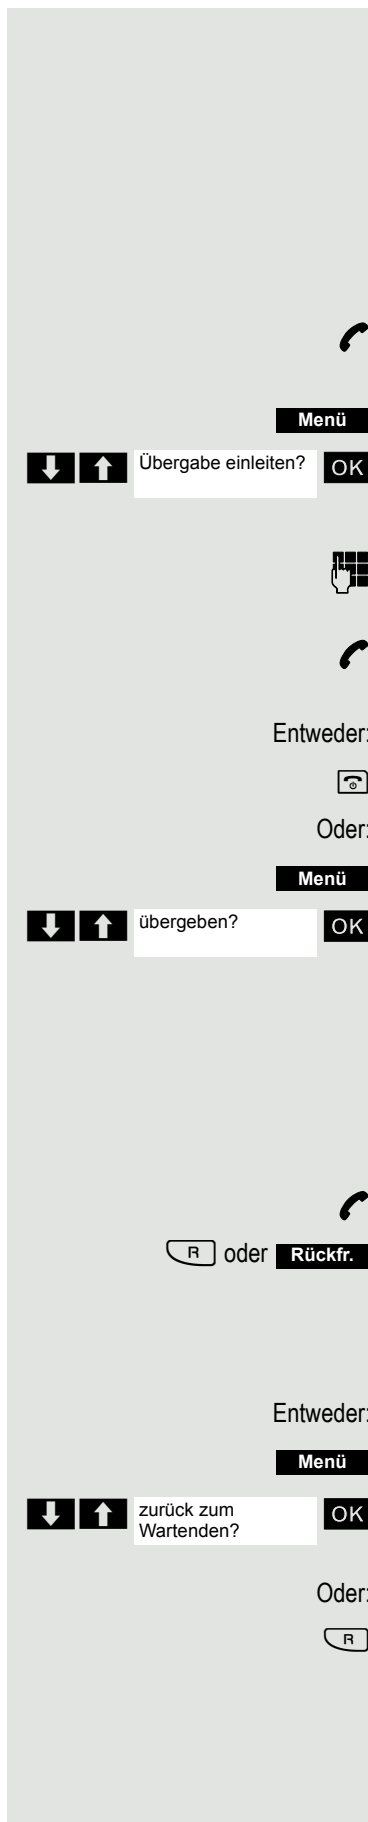 Menü
Übergabe einleiten? OK
Entweder:
Oder:
Menü
übergeben? OK
R oder Rückfr.
Entweder:
Menü
zurück zum
Wartenden? OK
Oder:
R